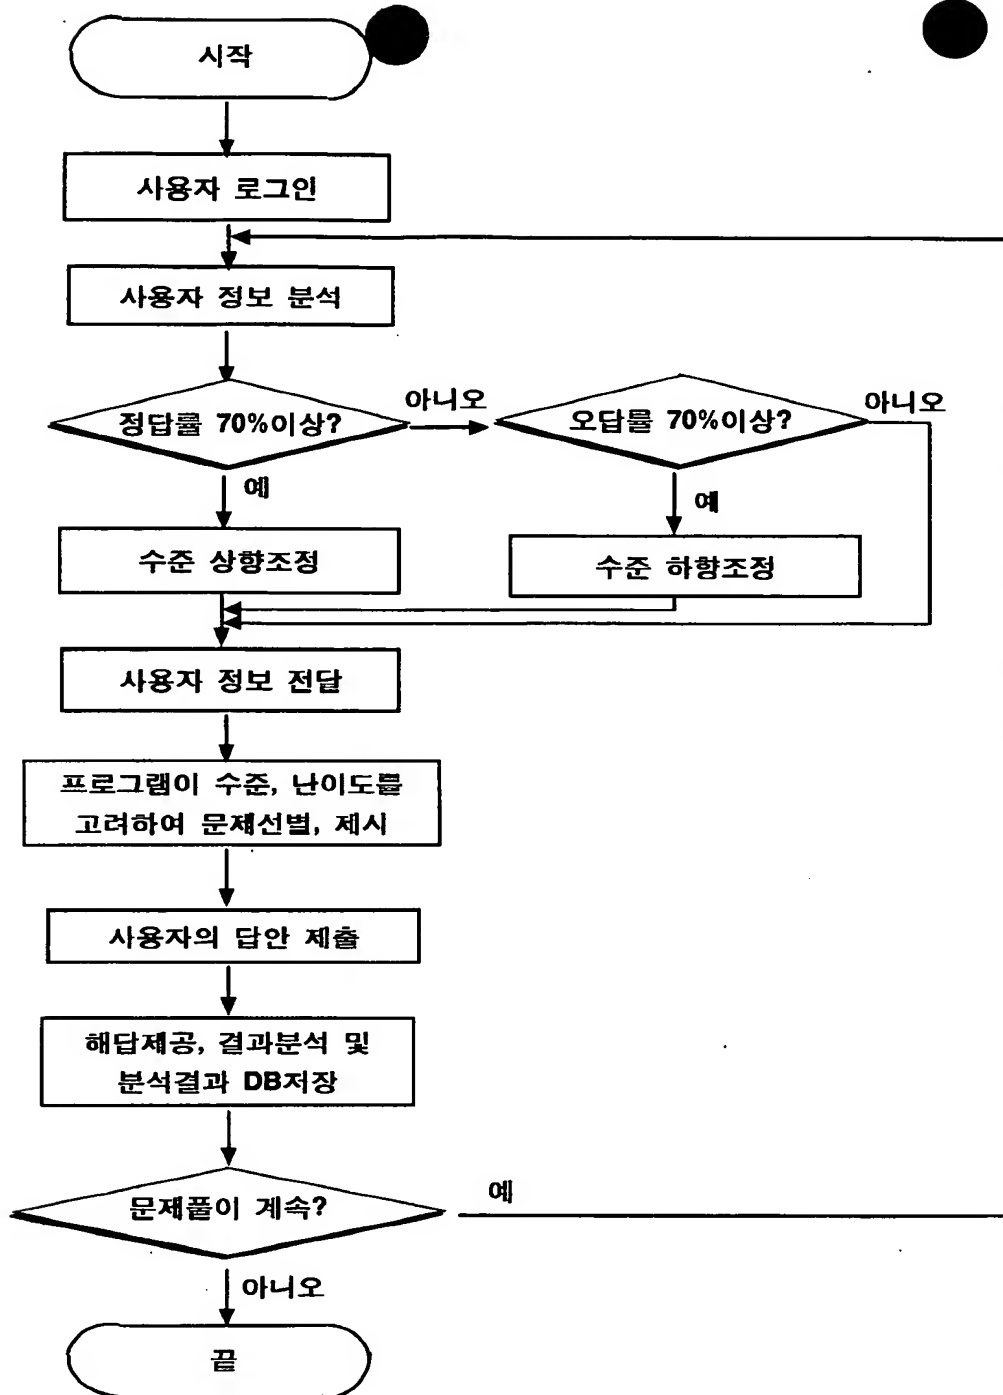 시작
사용자 로그인
사용자 정보 분석
정답률 70%이상?
아니오
오답률 70%이상?
아니오
예
예
수준 상향조정
수준 하향조정
사용자 정보 전달
프로그램이 수준, 난이도를
고려하여 문제선별, 제시
사용자의 답안 제출
해답제공, 결과분석 및
분석결과 DB저장
문제풀이 계속?
예
아니오
끝